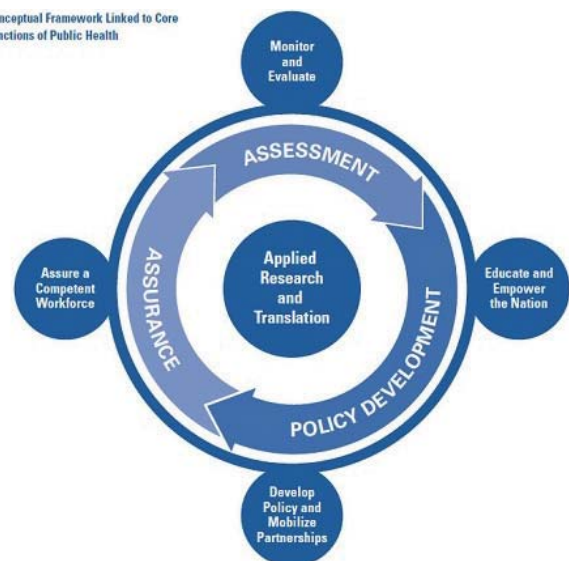 nceptual Framework Linked to Core
nctions of Public Health
Monitor
and
Evaluate
ASSESSMENT
Applied
Research
and
Translation
ASSURANCE
Assure a
Competent
Workforce
Educate and
Empower
the Nation
POLICY DEVELOPMENT
Develop
Policy and
Mobilize
Partnerships